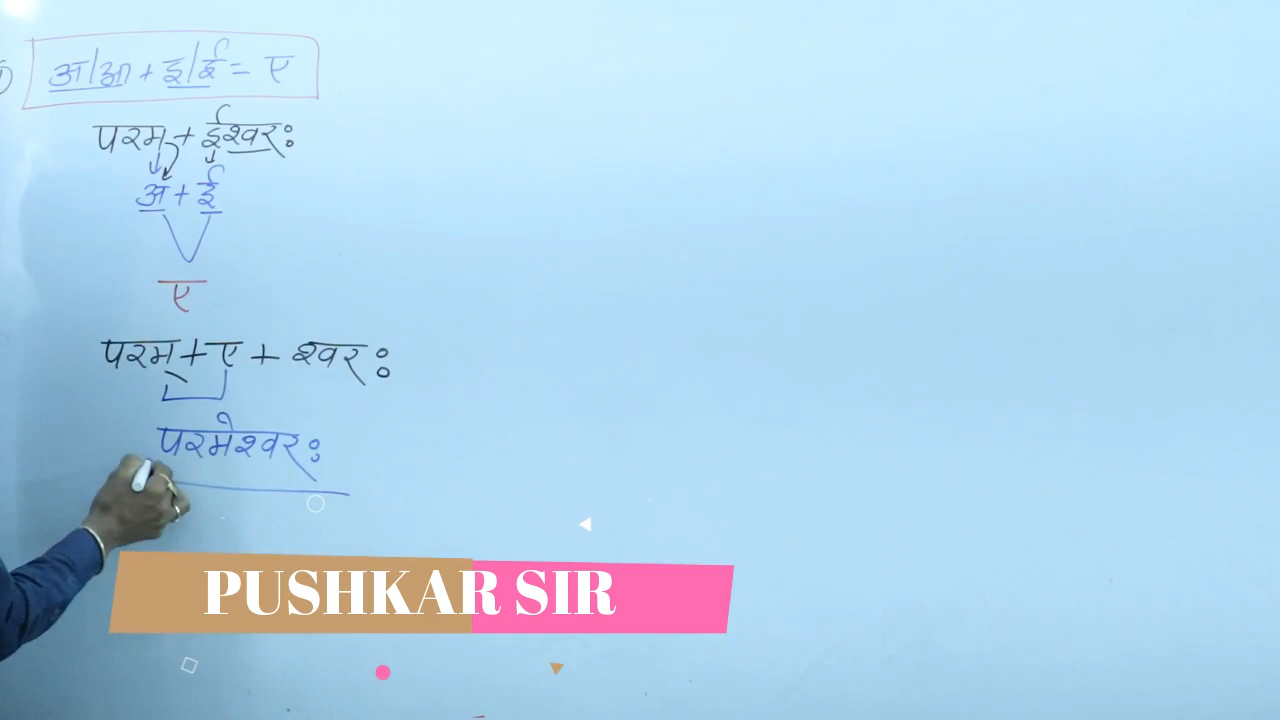 अ/आ + इ/ई = ए
परम + ईश्वरः
अ + ई
ए
परम् + ए + श्वरः
परमेश्वरः
PUSHKAR SIR